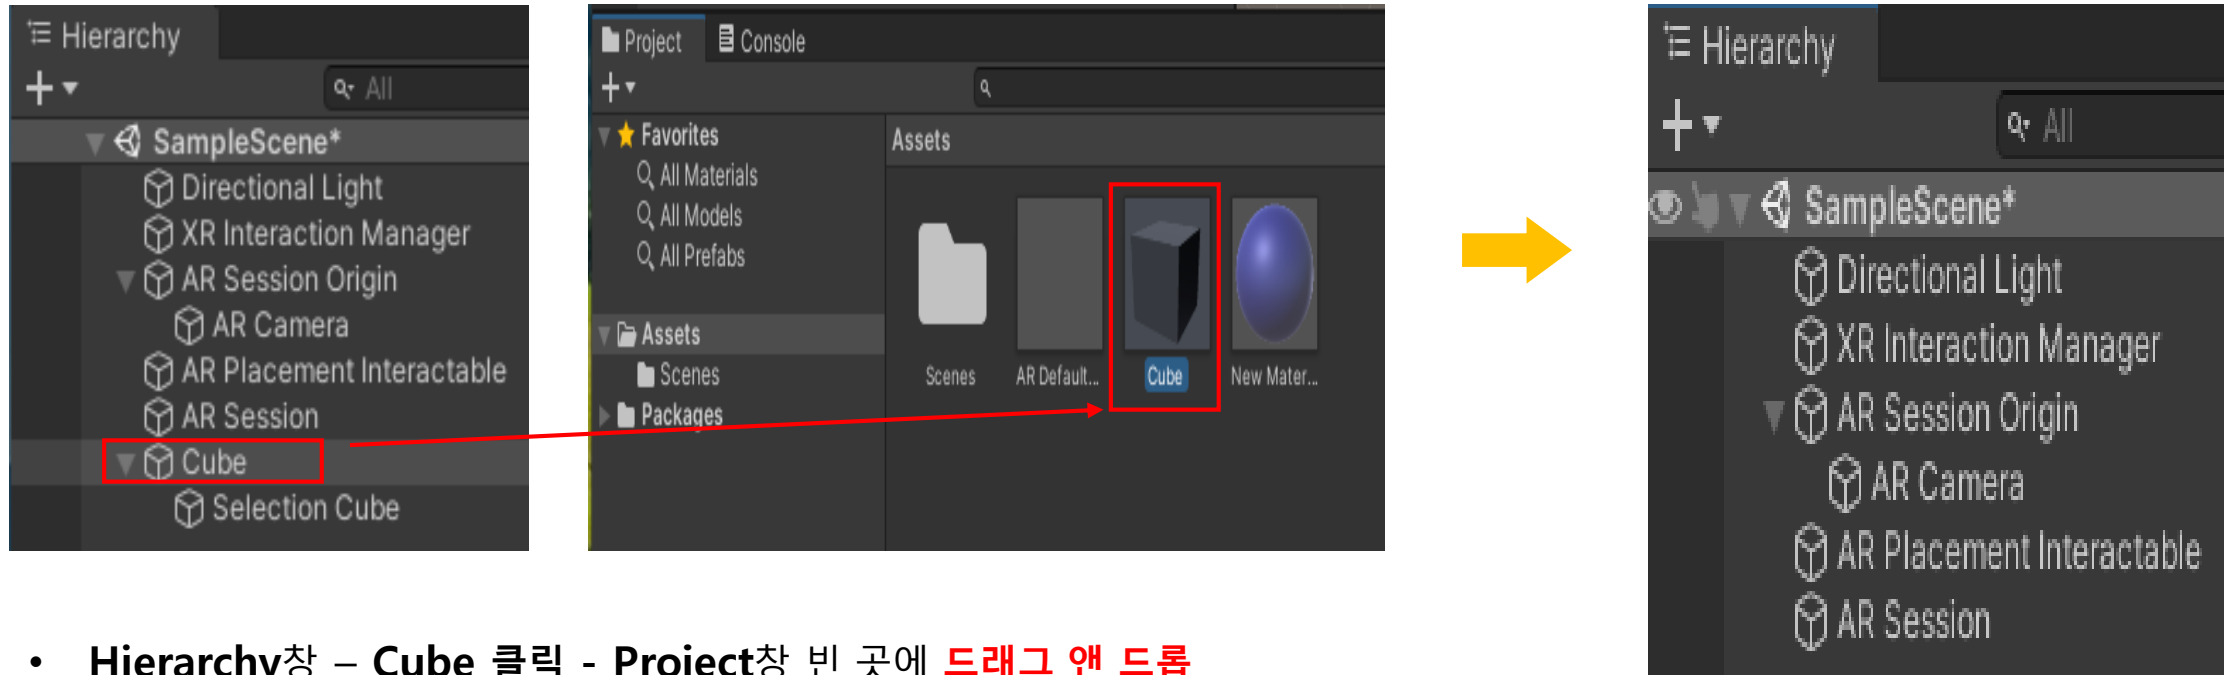 Hierarchy
All
SampleScene*
Directional Light
XR Interaction Manager
AR Session Origin
AR Camera
AR Placement Interactable
AR Session
Cube
Selection Cube
Project
Console
Favorites
All Materials
All Models
All Prefabs
Assets
Scenes
Packages
Assets
Scenes
AR Default...
Cube
New Mater...
Hierarchy
All
SampleScene*
Directional Light
XR Interaction Manager
AR Session Origin
AR Camera
AR Placement Interactable
AR Session
• Hierarchy창 – Cube 클릭 - Project창 빈 곳에 드래그 앤 드롭